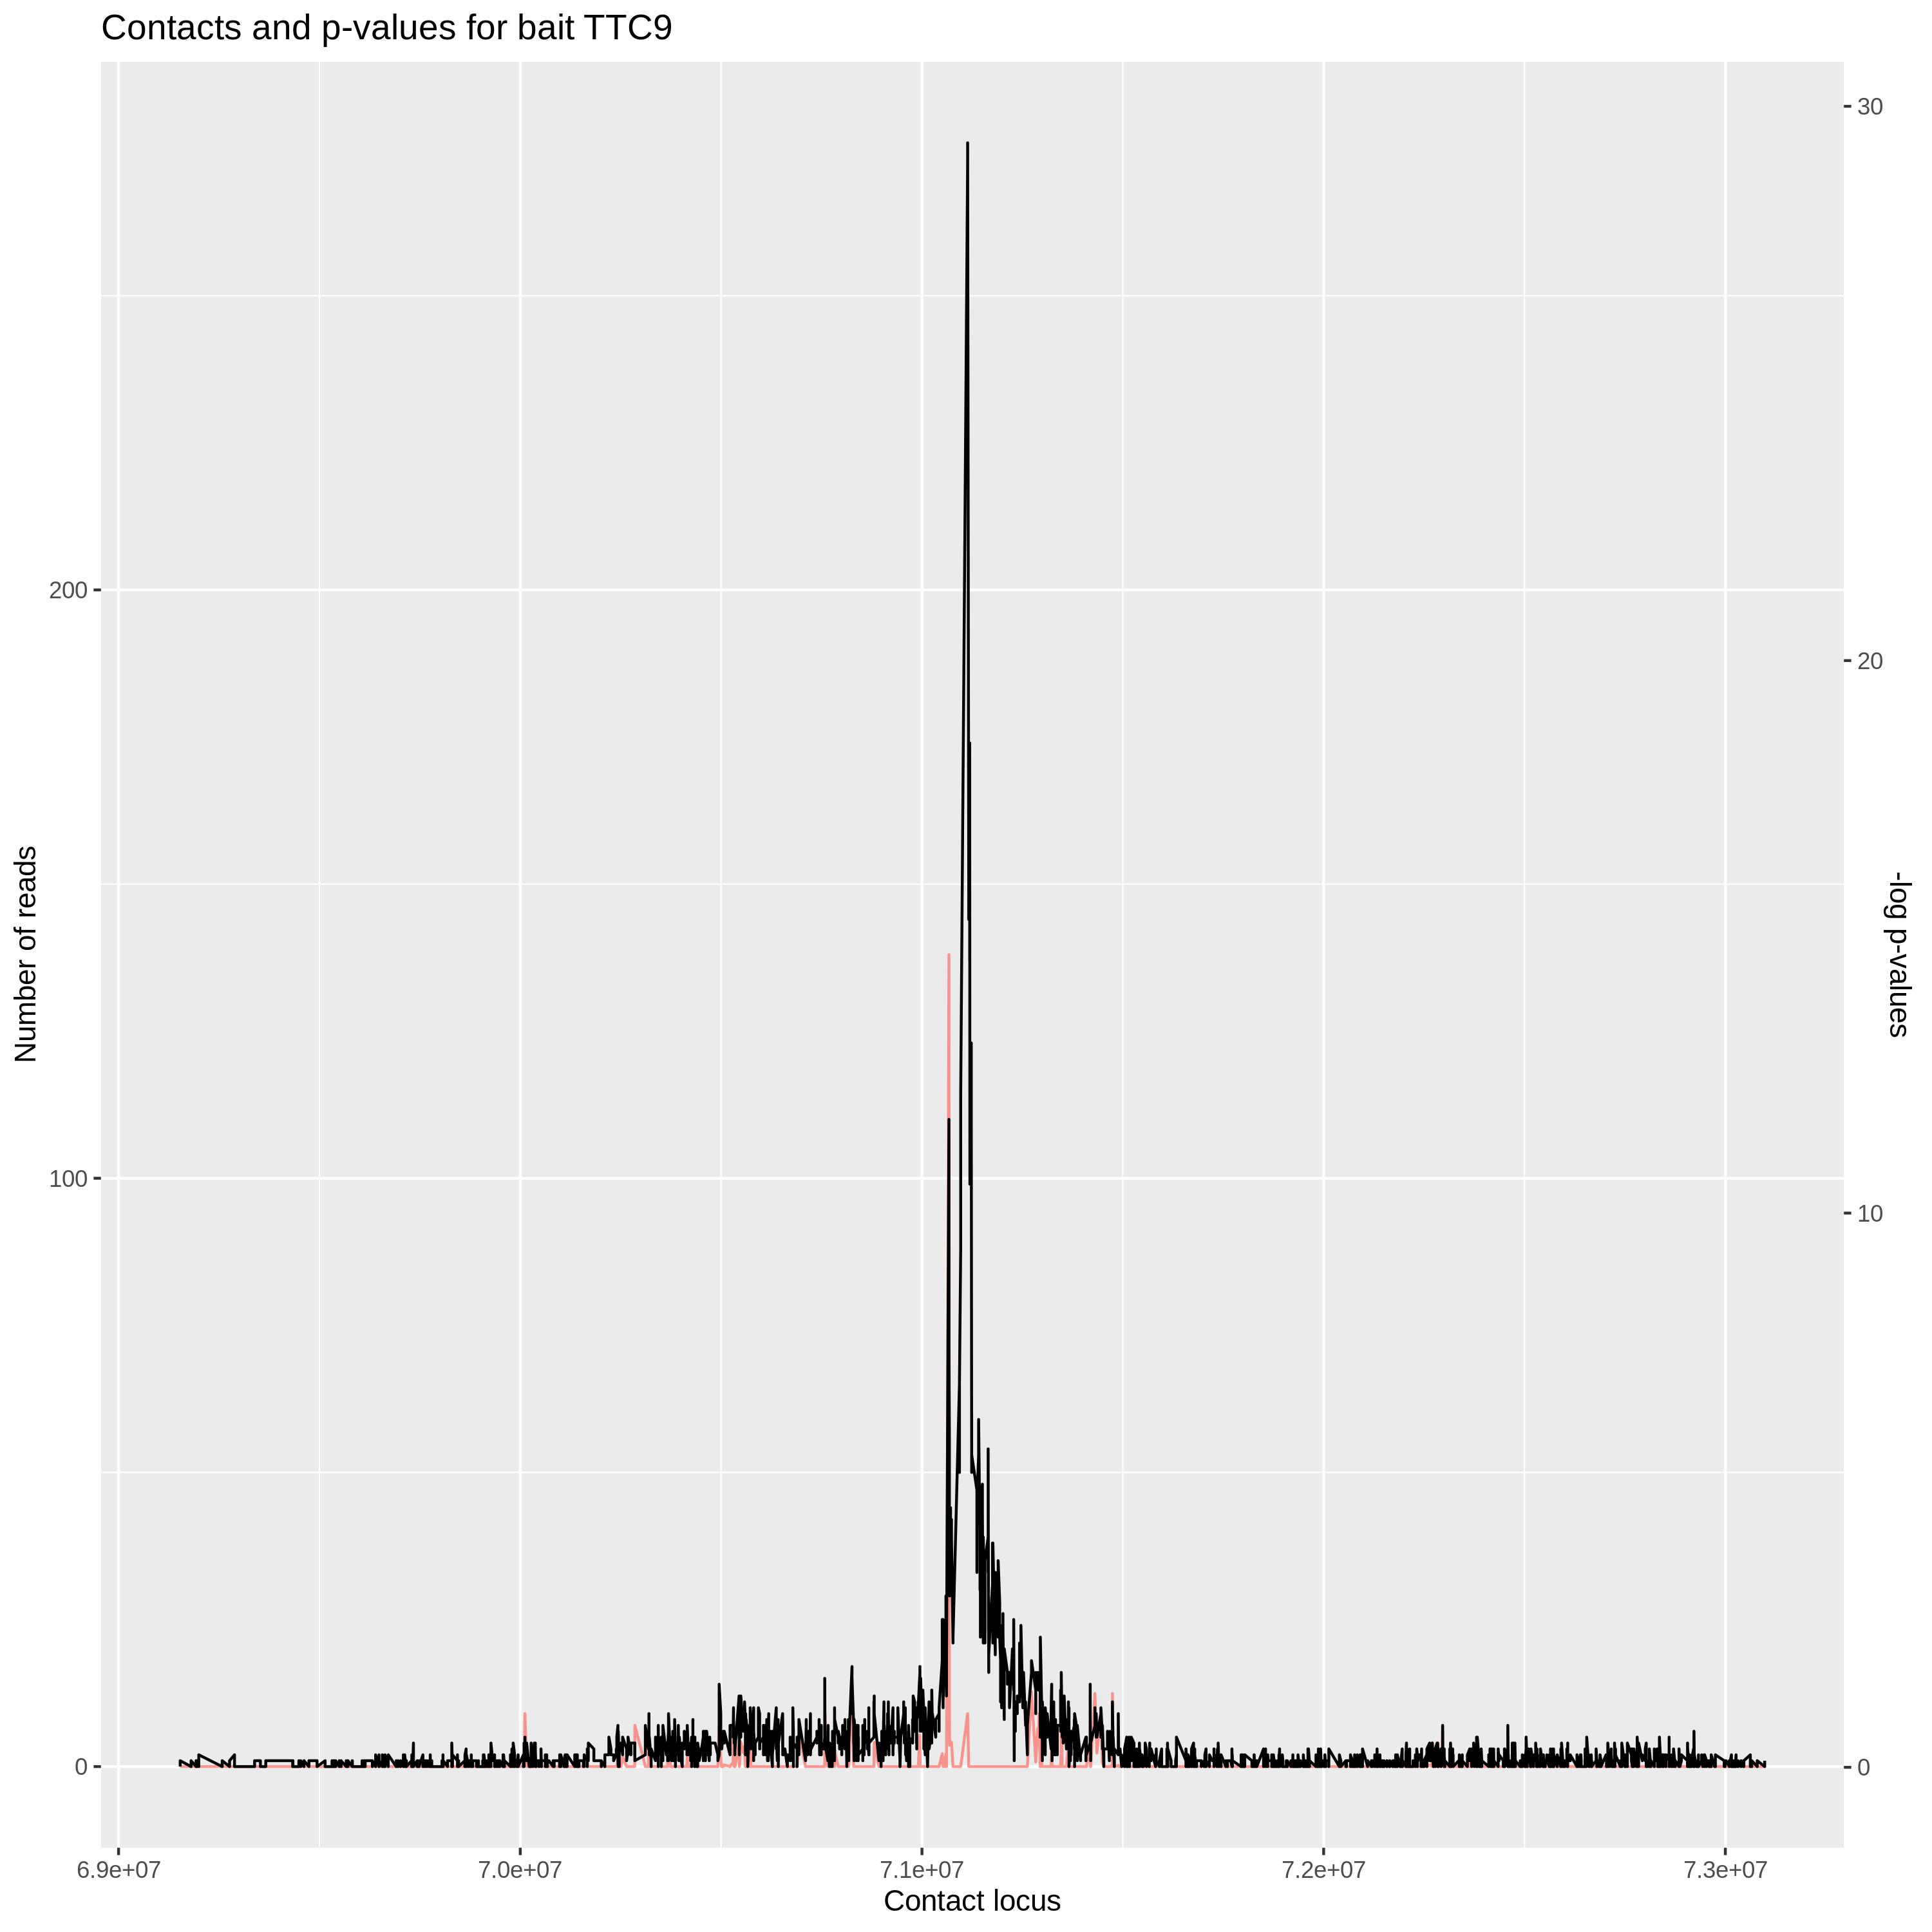 Contacts and p-values for bait TTC9
30
200
20
Number of reads
-log p-values
100
10
0
0
6.9e+07
7.0e+07
7.1e+07
7.2e+07
7.3e+07
Contact locus